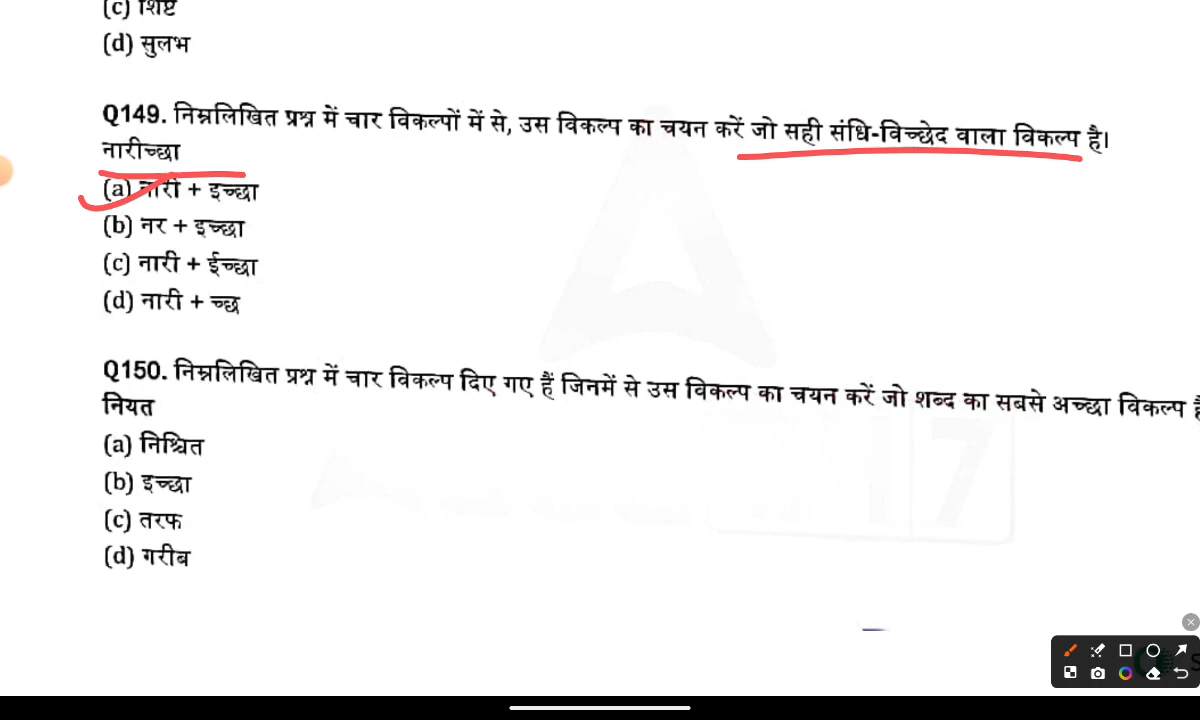 (c) शिष्ट
(d) सुलभ
Q149. निम्नलिखित प्रश्न में चार विकल्पों में से, उस विकल्प का चयन करें जो सही संधि-विच्छेद वाला विकल्प है।
नारीच्छा
(a) नारी + इच्छा
(b) नर + इच्छा
(c) नारी + ईच्छा
(d) नारी + च्छ
Q150. निम्नलिखित प्रश्न में चार विकल्प दिए गए हैं जिनमें से उस विकल्प का चयन करें जो शब्द का सबसे अच्छा विकल्प है
नियत
(a) निश्चित
(b) इच्छा
(c) तरफ
(d) गरीब